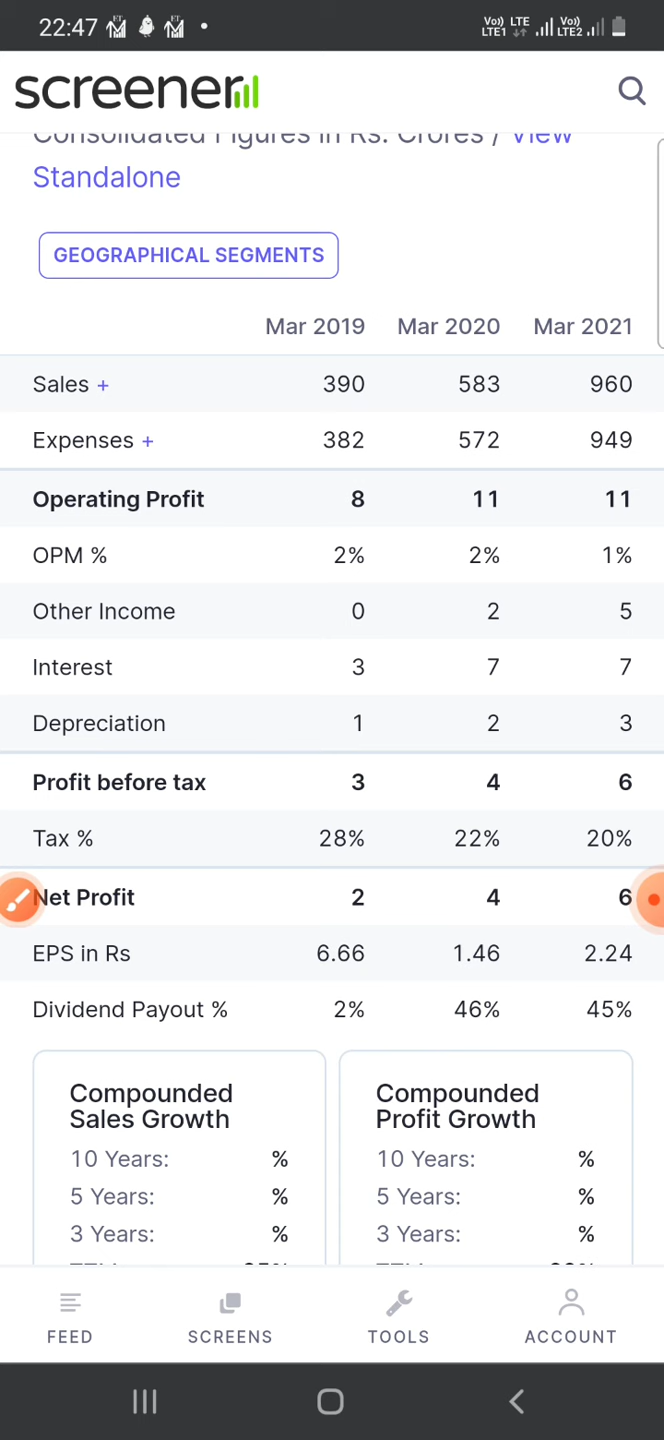 22:47
Vo)) LTE Vo))
LTE1 LTE2
screener
Consolidated Figures in Rs. Crores / View
Standalone
GEOGRAPHICAL SEGMENTS
Mar 2019 Mar 2020 Mar 2021
Sales + 390 583 960
Expenses + 382 572 949
Operating Profit 8 11 11
OPM % 2% 2% 1%
Other Income 0 2 5
Interest 3 7 7
Depreciation 1 2 3
Profit before tax 3 4 6
Tax % 28% 22% 20%
Net Profit 2 4 6
EPS in Rs 6.66 1.46 2.24
Dividend Payout % 2% 46% 45%
Compounded
Sales Growth
10 Years: %
5 Years: %
3 Years: %
Compounded
Profit Growth
10 Years: %
5 Years: %
3 Years: %
FEED SCREENS TOOLS ACCOUNT